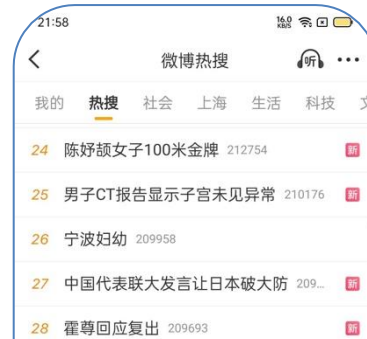 21:58
16.0 KB/S
微博热搜
听
我的 热搜 社会 上海 生活 科技
24 陈妤颉女子100米金牌 212754 新
25 男子CT报告显示子宫未见异常 210176 新
26 宁波妇幼 209958
27 中国代表联大发言让日本破大防 209... 新
28 霍尊回应复出 209693 新